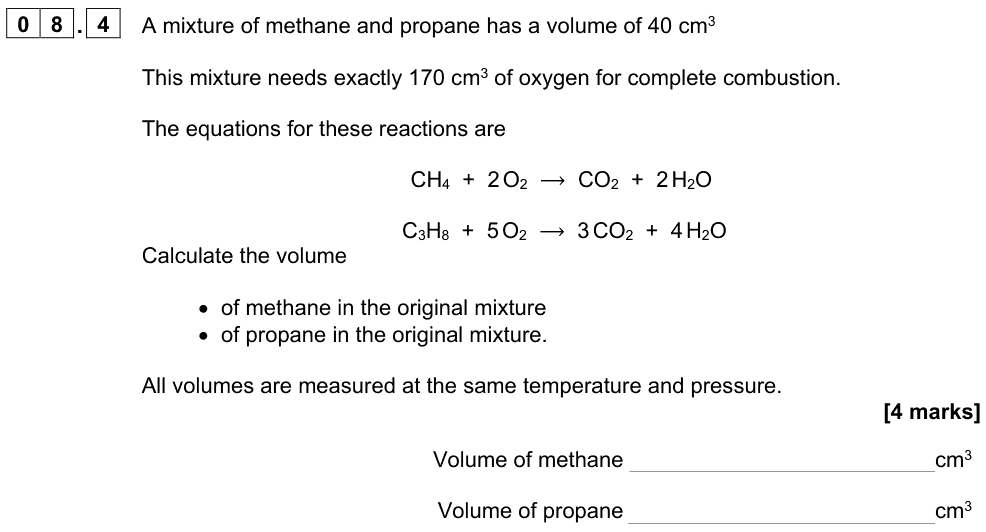 0 8 . 4 A mixture of methane and propane has a volume of 40 cm³
This mixture needs exactly 170 cm³ of oxygen for complete combustion.
The equations for these reactions are
CH₄ + 2O₂ → CO₂ + 2H₂O
C₃H₈ + 5O₂ → 3CO₂ + 4H₂O
Calculate the volume
• of methane in the original mixture
• of propane in the original mixture.
All volumes are measured at the same temperature and pressure.
[4 marks]
Volume of methane cm³
Volume of propane cm³